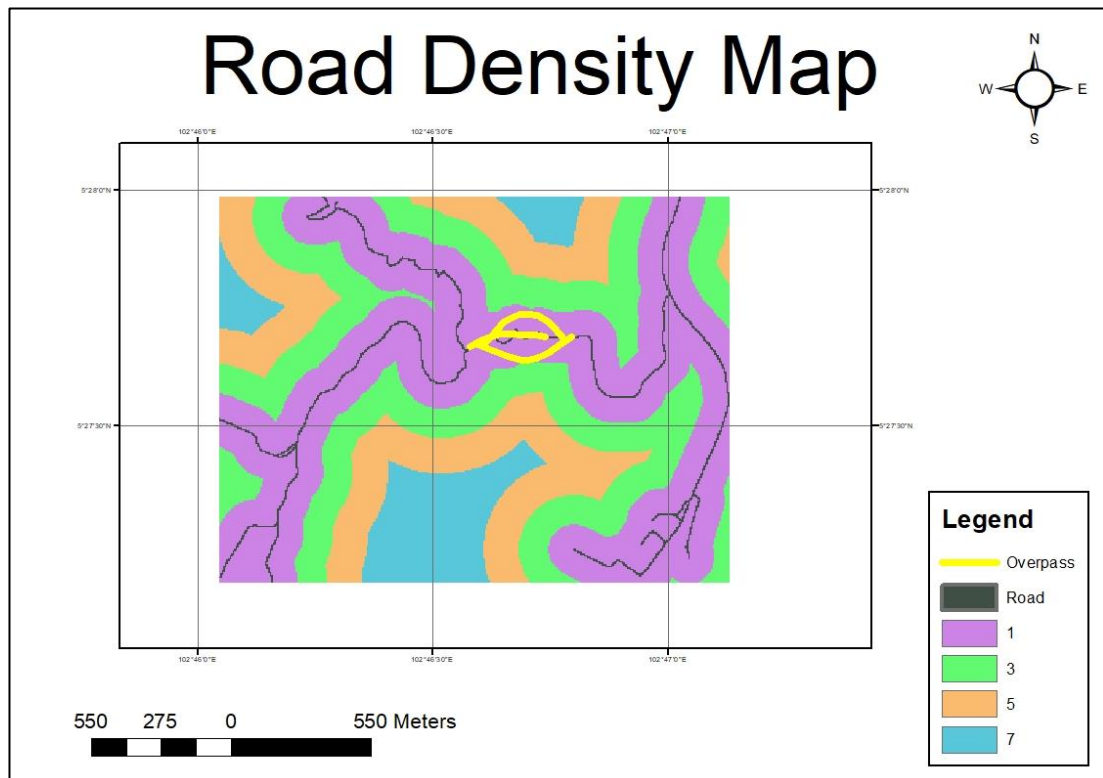 Road Density Map
N
W E
S
102°46'0"E 102°46'30"E 102°47'0"E
5°28'0"N 5°28'0"N
5°27'30"N 5°27'30"N
102°46'0"E 102°46'30"E 102°47'0"E
Legend
Overpass
Road
1
3
5
7
550 275 0 550 Meters